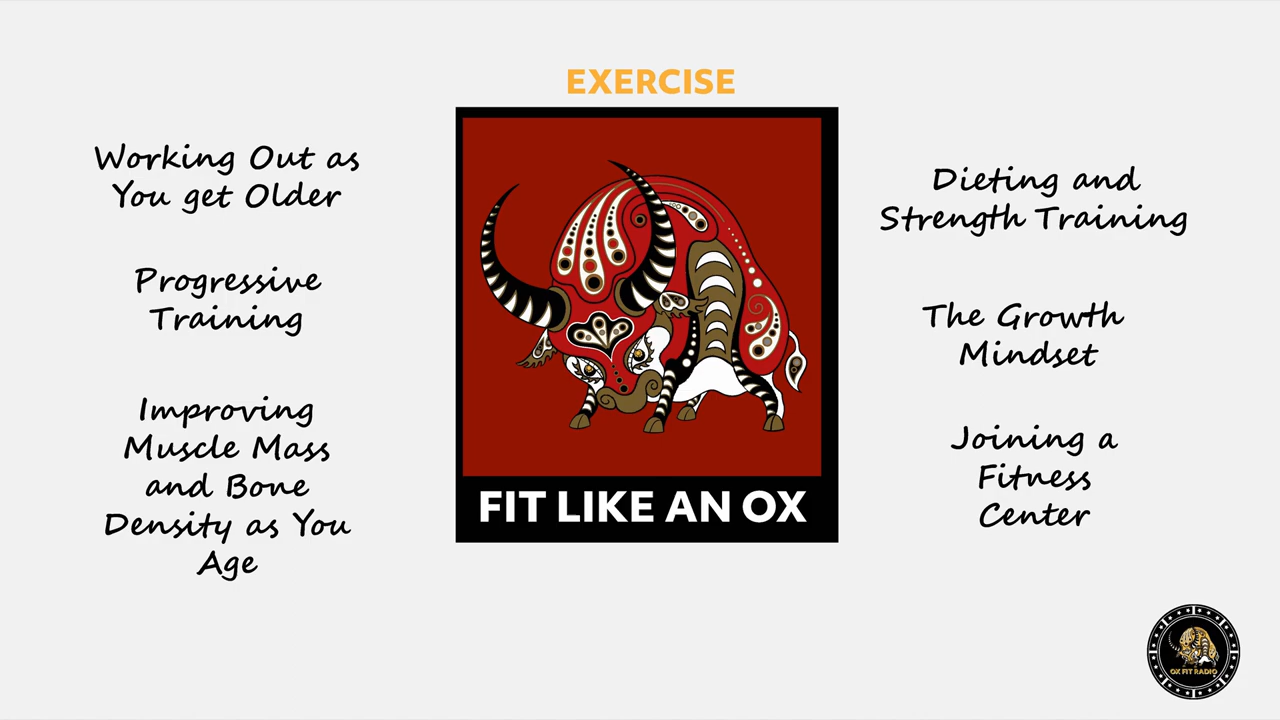 EXERCISE
Working Out as
You get Older
Progressive
Training
Improving
Muscle Mass
and Bone
Density as You
Age
FIT LIKE AN OX
Dieting and
Strength Training
The Growth
Mindset
Joining a
Fitness
Center
OX FIT RADIO